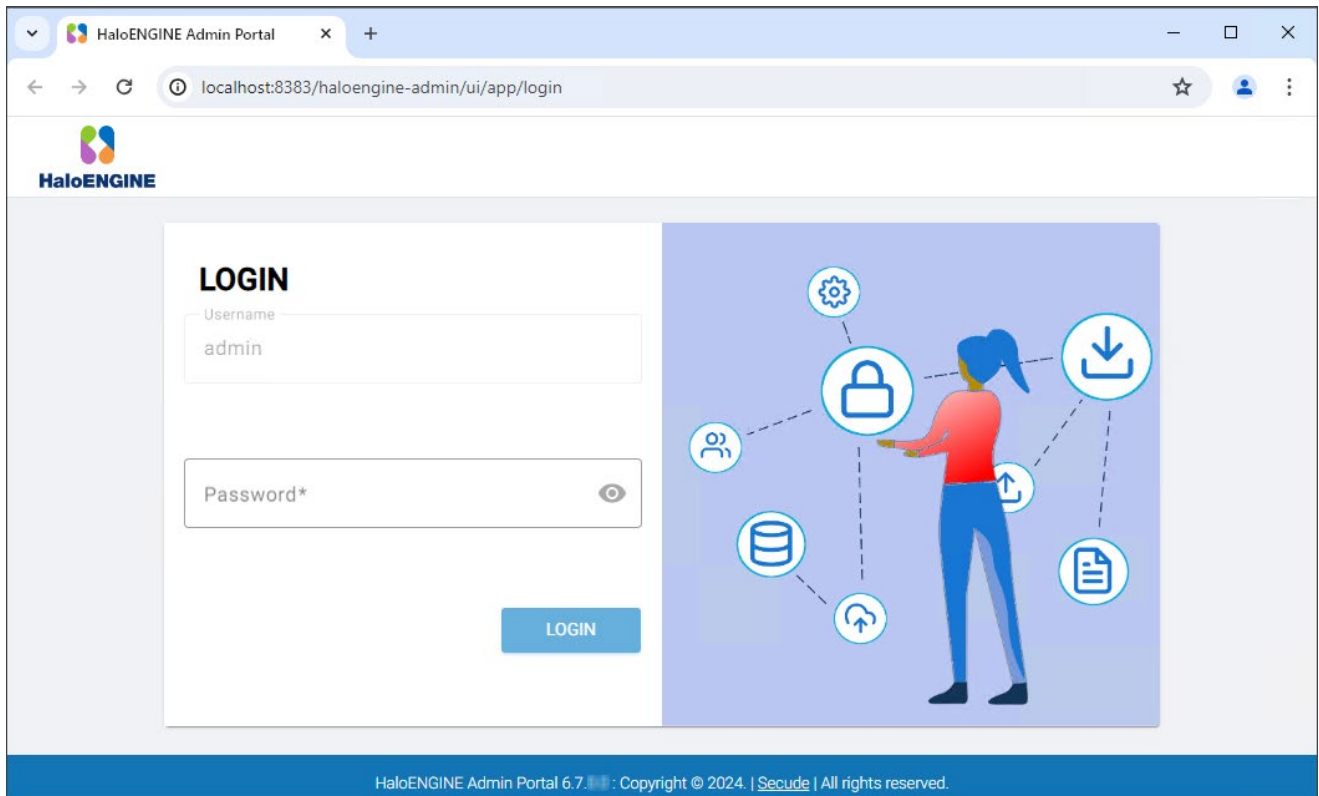 HaloENGINE Admin Portal
localhost:8383/haloengine-admin/ui/app/login
HaloENGINE
LOGIN
Username
admin
Password*
LOGIN
HaloENGINE Admin Portal 6.7. : Copyright © 2024. | Secude | All rights reserved.